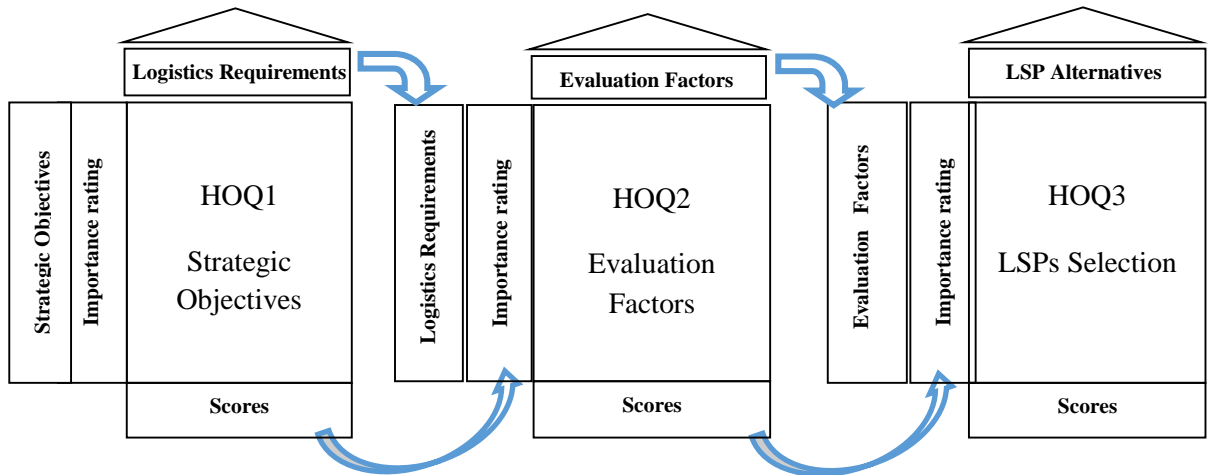 Logistics Requirements
Strategic Objectives
Importance rating
HOQ1
Strategic
Objectives
Scores
Evaluation Factors
Logistics Requirements
Importance rating
HOQ2
Evaluation
Factors
Scores
LSP Alternatives
Evaluation Factors
Importance rating
HOQ3
LSPs Selection
Scores